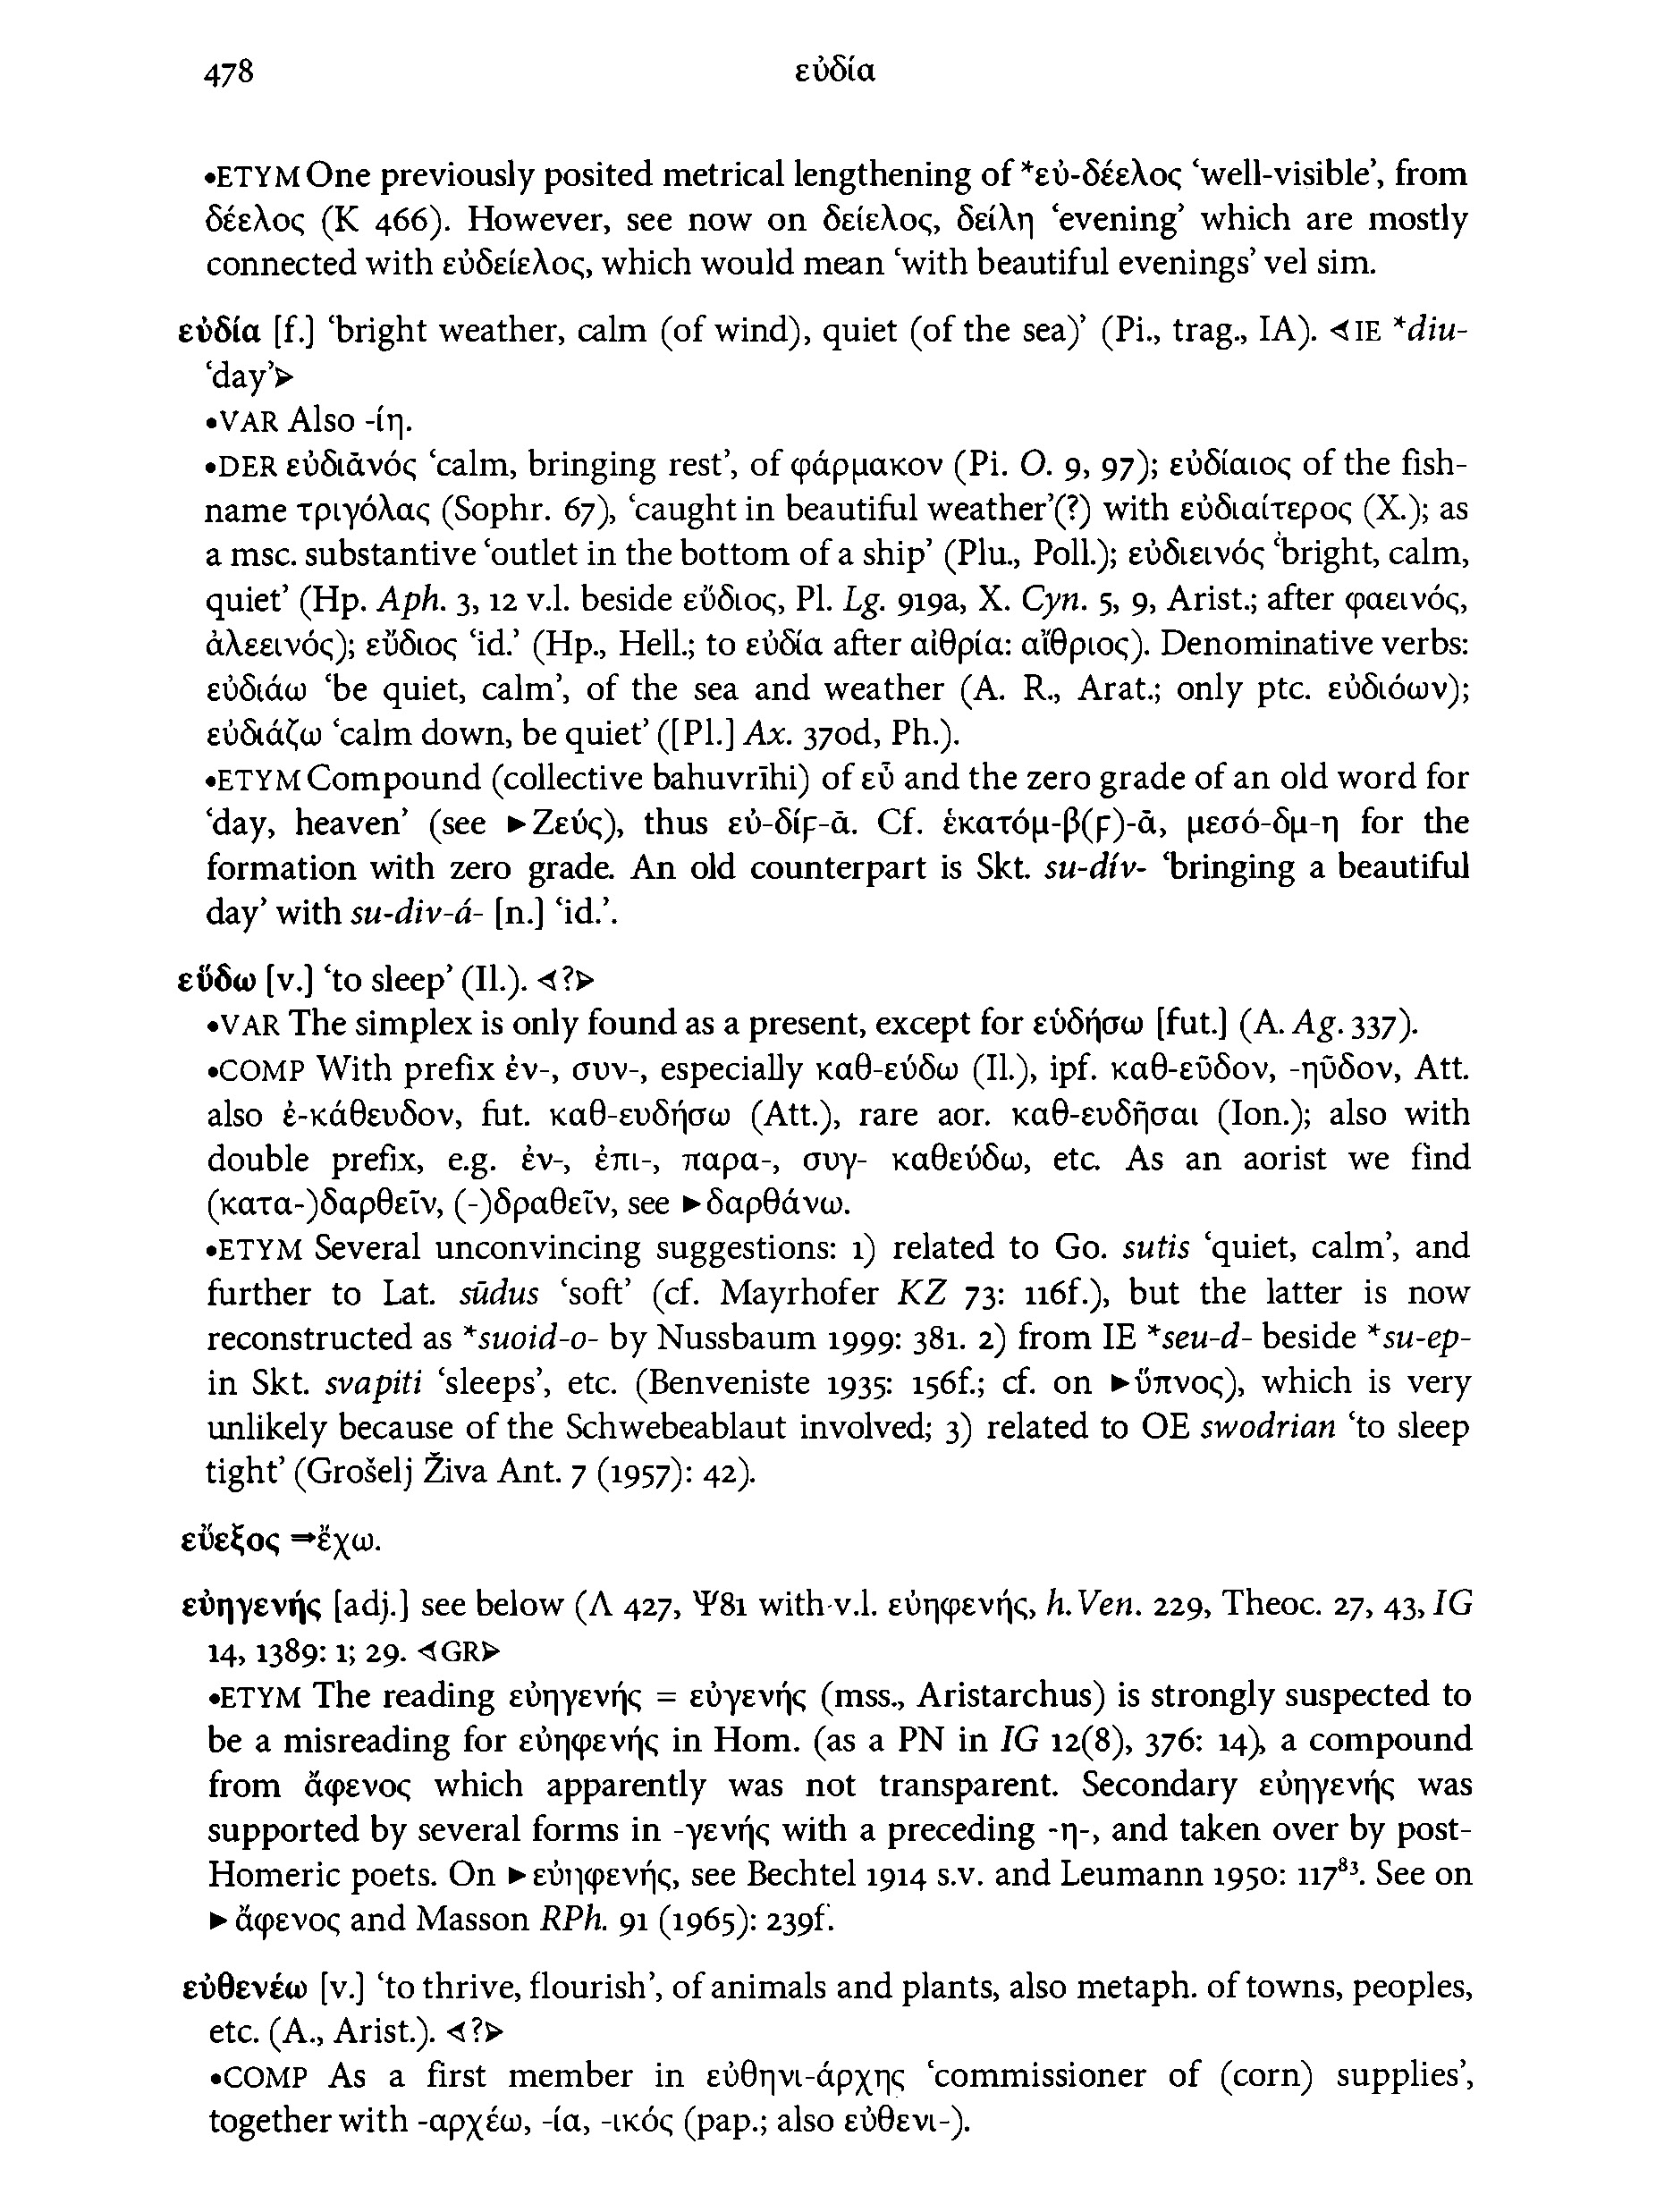 478 εὐδία
•ETYM One previously posited metrical lengthening of *εὐ-δέελος ‘well-visible’, from
δέελος (K 466). However, see now on δείελος, δείλη ‘evening’ which are mostly
connected with εὐδείελος, which would mean ‘with beautiful evenings’ vel sim.
εὐδία [f.] ‘bright weather, calm (of wind), quiet (of the sea)’ (Pi., trag., IA). ⊲IE *diu-
‘day’⊳
•VAR Also -ίη.
•DER εὐδιᾱνός ‘calm, bringing rest’, of φάρμακον (Pi. O. 9, 97); εὐδίαιος of the fish-
name τριγόλας (Sophr. 67), ‘caught in beautiful weather’(?) with εὐδιαίτερος (X.); as
a msc. substantive ‘outlet in the bottom of a ship’ (Plu., Poll.); εὐδιεινός ‘bright, calm,
quiet’ (Hp. Aph. 3, 12 v.l. beside εὔδιος, Pl. Lg. 919a, X. Cyn. 5, 9, Arist.; after φαεινός,
ἀλεεινός); εὔδιος ‘id.’ (Hp., Hell.; to εὐδία after αἰθρία: αἴθριος). Denominative verbs:
εὐδιάω ‘be quiet, calm’, of the sea and weather (A. R., Arat.; only ptc. εὐδιόων);
εὐδιάζω ‘calm down, be quiet’ ([Pl.] Ax. 370d, Ph.).
•ETYM Compound (collective bahuvrīhi) of εὐ and the zero grade of an old word for
‘day, heaven’ (see ►Ζεύς), thus εὐ-δίϝ-ᾱ. Cf. ἑκατόμ-β(ϝ)-ᾱ, μεσό-δμ-η for the
formation with zero grade. An old counterpart is Skt. su-dív- ‘bringing a beautiful
day’ with su-div-á- [n.] ‘id.’.
εὕδω [v.] ‘to sleep’ (Il.). ⊲?⊳
•VAR The simplex is only found as a present, except for εὑδήσω [fut.] (A. Ag. 337).
•COMP With prefix ἐν-, συν-, especially καθ-εύδω (Il.), ipf. καθ-εῦδον, -ηῦδον, Att.
also ἐ-κάθευδον, fut. καθ-ευδήσω (Att.), rare aor. καθ-ευδῆσαι (Ion.); also with
double prefix, e.g. ἐν-, ἐπι-, παρα-, συγ- καθεύδω, etc. As an aorist we find
(κατα-)δαρθεῖν, (-)δραθεῖν, see ►δαρθάνω.
•ETYM Several unconvincing suggestions: 1) related to Go. sutis ‘quiet, calm’, and
further to Lat. sūdus ‘soft’ (cf. Mayrhofer KZ 73: 116f.), but the latter is now
reconstructed as *suoid-o- by Nussbaum 1999: 381. 2) from IE *seu-d- beside *su-ep-
in Skt. svapiti ‘sleeps’, etc. (Benveniste 1935: 156f.; cf. on ►ὕπνος), which is very
unlikely because of the Schwebeablaut involved; 3) related to OE swodrian ‘to sleep
tight’ (Grošelj Živa Ant. 7 (1957): 42).
εὔεξος ⇒ἔχω.
εὐηγενής [adj.] see below (Λ 427, Ψ81 with v.l. εὐηφενής, h. Ven. 229, Theoc. 27, 43, IG
14, 1389: 1; 29. ⊲GR⊳
•ETYM The reading εὐηγενής = εὐγενής (mss., Aristarchus) is strongly suspected to
be a misreading for εὐηφενής in Hom. (as a PN in IG 12(8), 376: 14), a compound
from ἄφενος which apparently was not transparent. Secondary εὐηγενής was
supported by several forms in -γενής with a preceding -η-, and taken over by post-
Homeric poets. On ►εὐηφενής, see Bechtel 1914 s.v. and Leumann 1950: 117⁸³. See on
►ἄφενος and Masson RPh. 91 (1965): 239f.
εὐθενέω [v.] ‘to thrive, flourish’, of animals and plants, also metaph. of towns, peoples,
etc. (A., Arist.). ⊲?⊳
•COMP As a first member in εὐθηνι-άρχης ‘commissioner of (corn) supplies’,
together with -αρχέω, -ία, -ικός (pap.; also εὐθενι-).